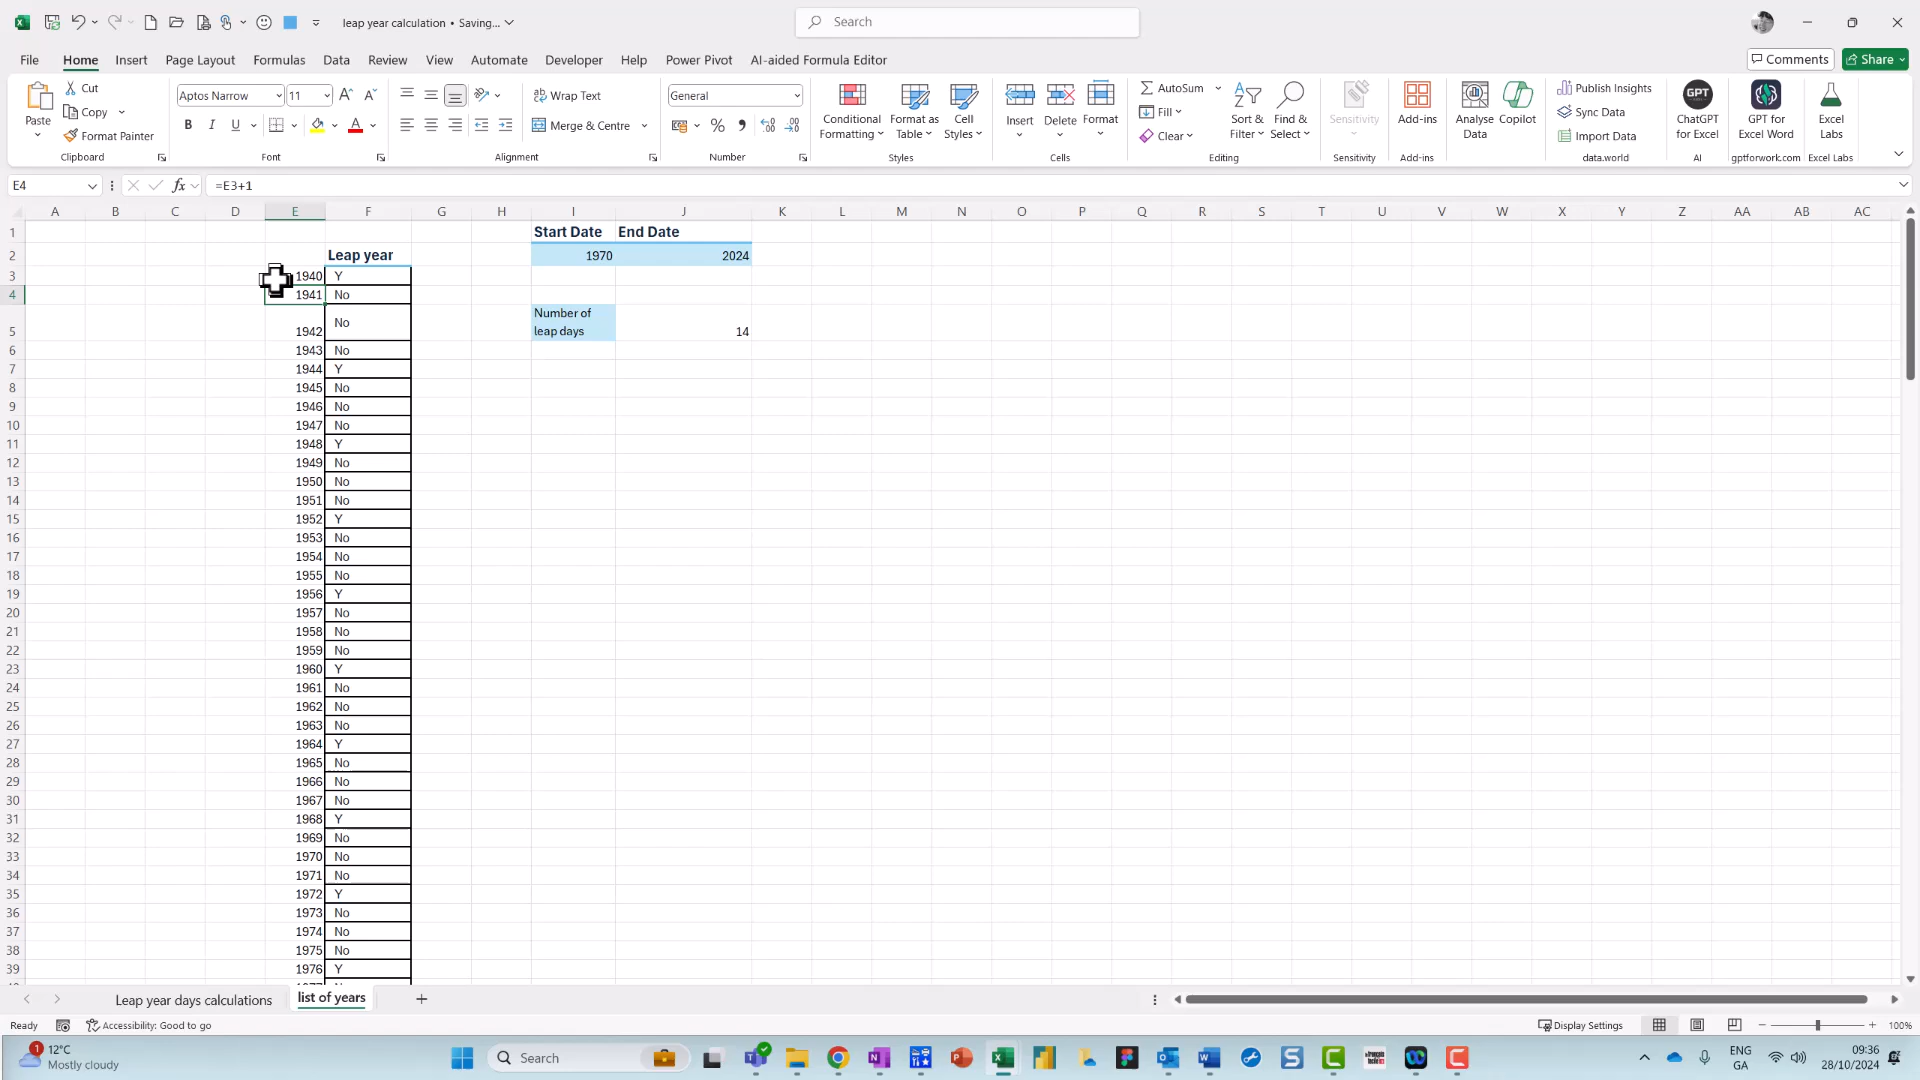 leap year calculation • Saving...
Search
File Home Insert Page Layout Formulas Data Review View Automate Developer Help Power Pivot AI-aided Formula Editor
Comments
Share
Paste
Cut
Copy
Format Painter
Clipboard
Aptos Narrow 11
B I U
Font
Wrap Text
Merge & Centre
Alignment
General
Number
Conditional Formatting
Format as Table
Cell Styles
Styles
Insert
Delete
Format
Cells
AutoSum
Fill
Clear
Sort & Filter
Find & Select
Editing
Sensitivity
Sensitivity
Add-ins
Add-ins
Analyse Data
Copilot
Publish Insights
Sync Data
Import Data
data.world
GPT
ChatGPT for Excel
AI
GPT for Excel Word
gptforwork.com
Excel Labs
Excel Labs
E4
fx
=E3+1
A B C D E F G H I J K L M N O P Q R S T U V W X Y Z AA AB AC
1 Start Date End Date
2 Leap year 1970 2024
3 1940 Y
4 1941 No
5 1942 No Number of leap days 14
6 1943 No
7 1944 Y
8 1945 No
9 1946 No
10 1947 No
11 1948 Y
12 1949 No
13 1950 No
14 1951 No
15 1952 Y
16 1953 No
17 1954 No
18 1955 No
19 1956 Y
20 1957 No
21 1958 No
22 1959 No
23 1960 Y
24 1961 No
25 1962 No
26 1963 No
27 1964 Y
28 1965 No
29 1966 No
30 1967 No
31 1968 Y
32 1969 No
33 1970 No
34 1971 No
35 1972 Y
36 1973 No
37 1974 No
38 1975 No
39 1976 Y
Leap year days calculations
list of years
Ready
Accessibility: Good to go
Display Settings
100%
1
12°C
Mostly cloudy
Search
ENG
GA
09:36
28/10/2024